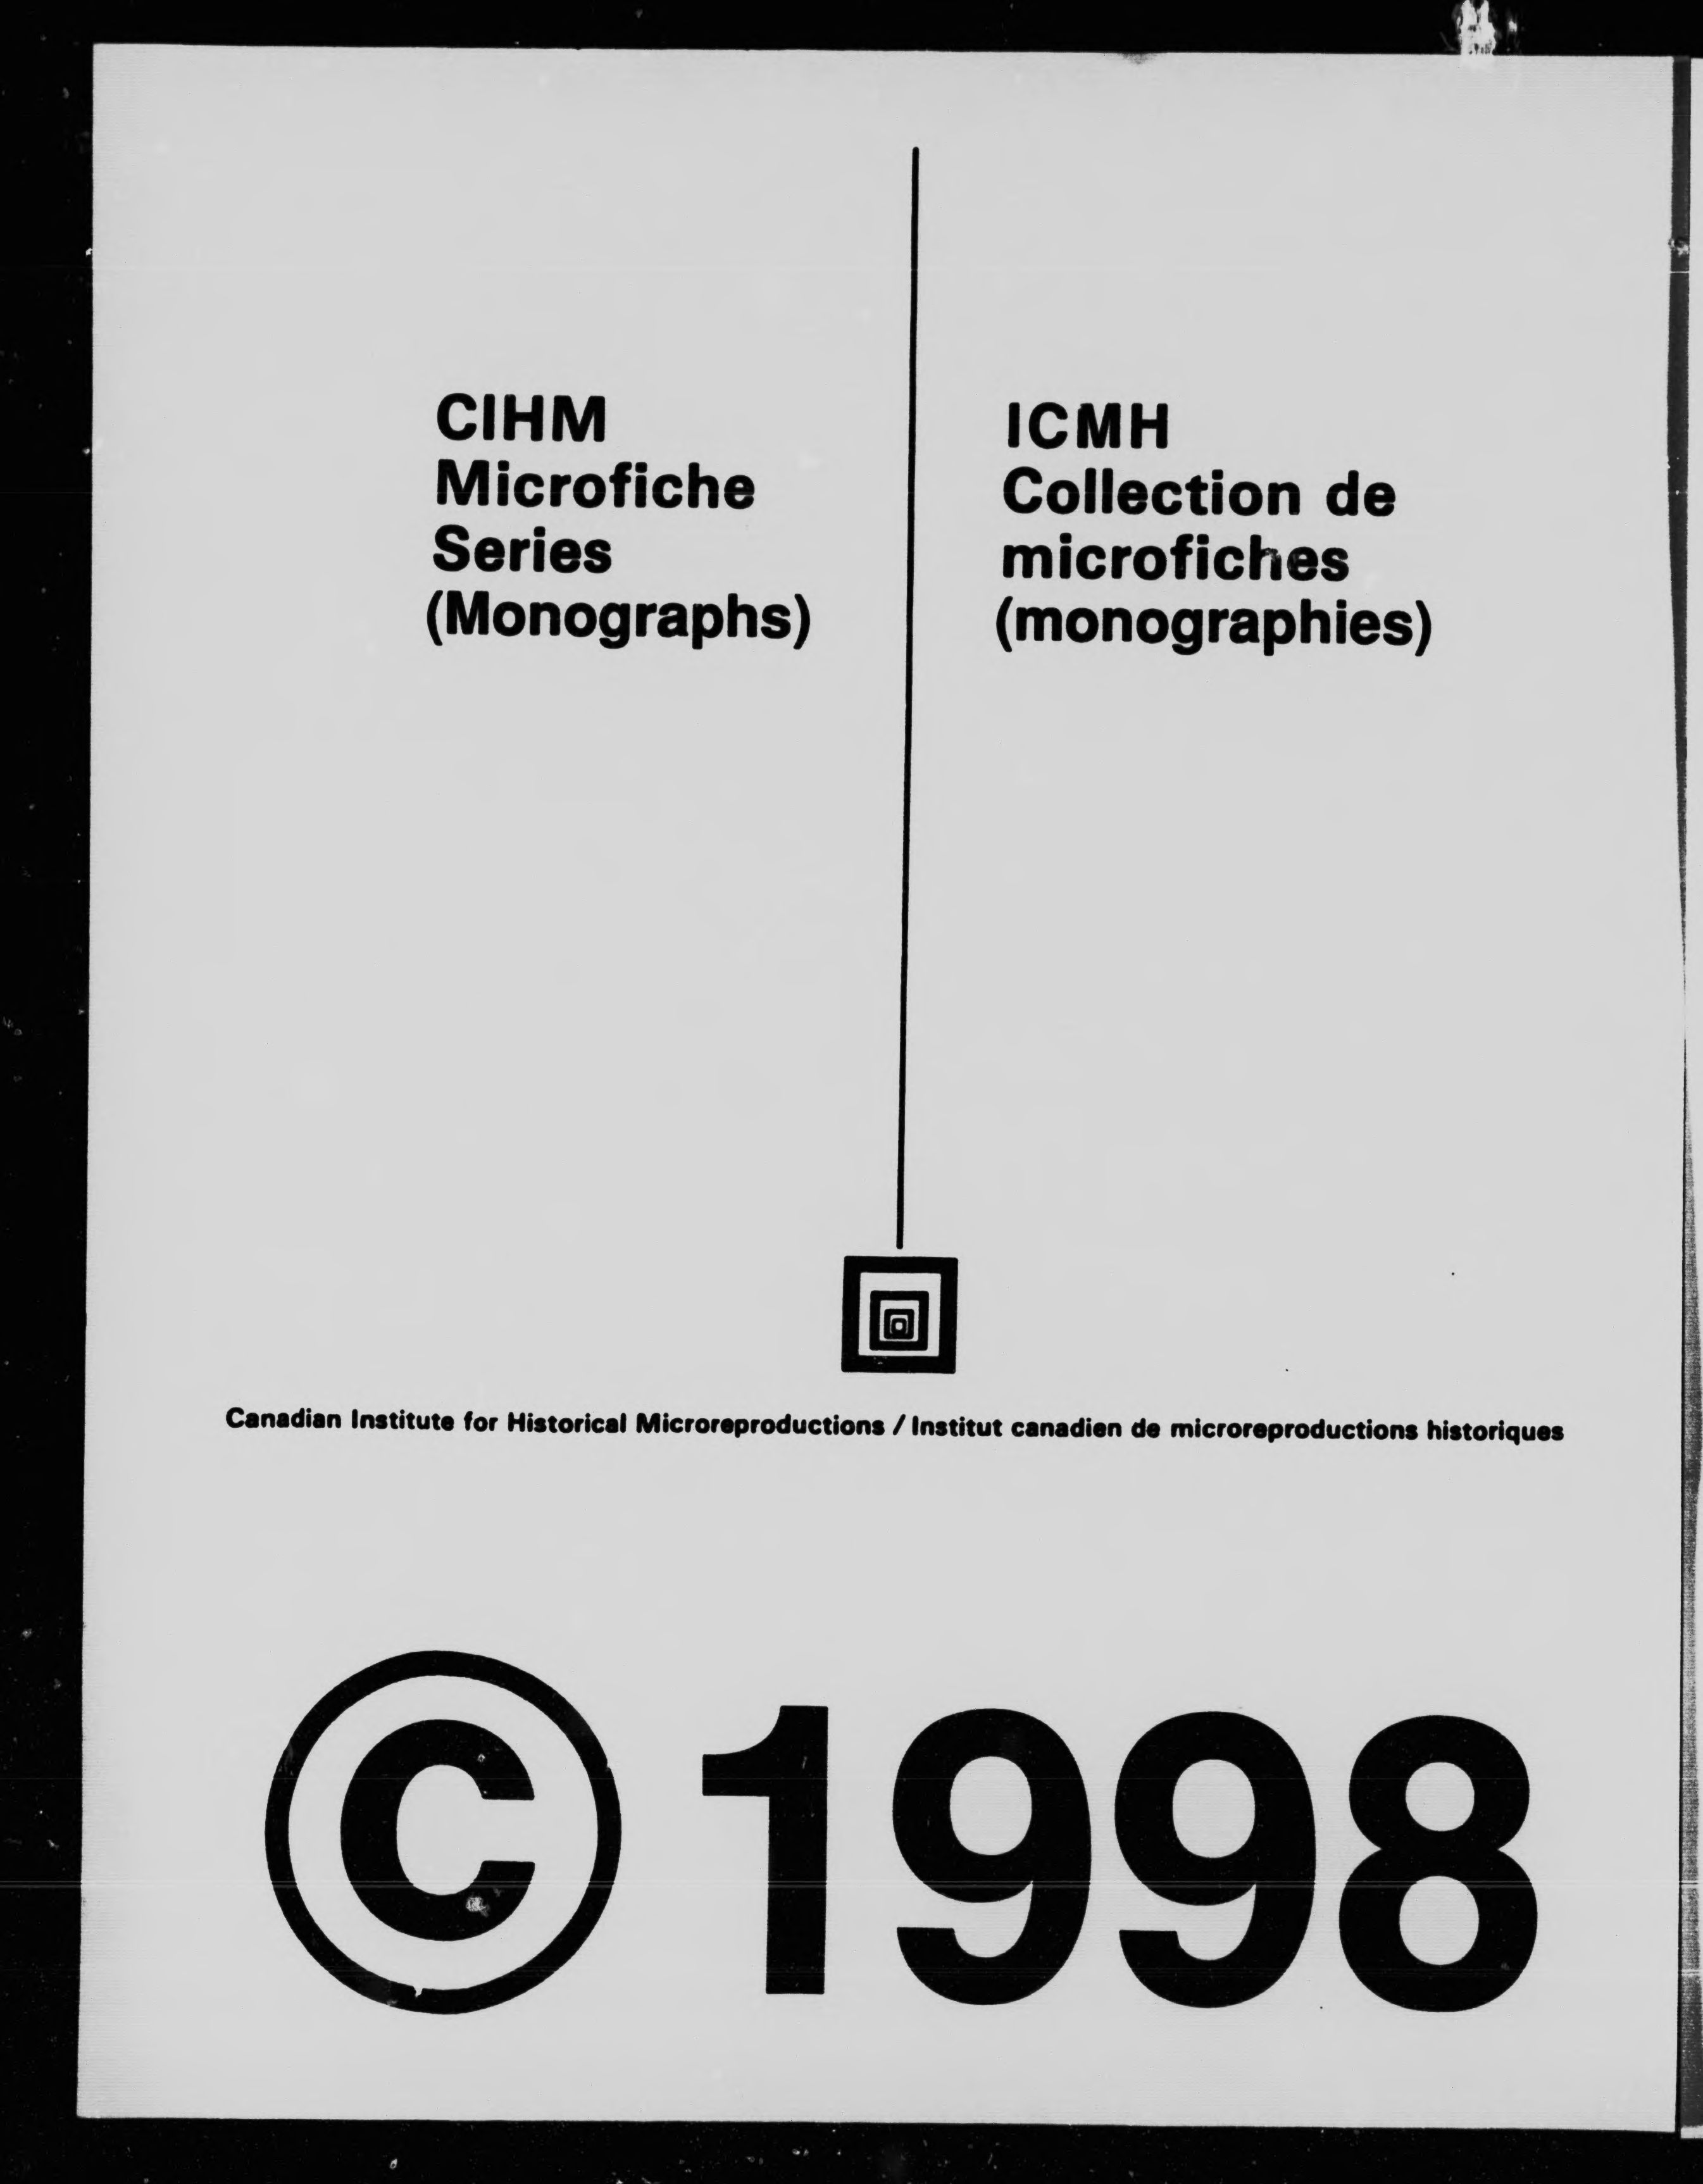 CIHM
Microfiche
Series
(Monographs)
ICMH
Collection de
microfiches
(monographies)
Canadian Institute for Historical Microreproductions / Institut canadien de microreproductions historiques
© 1998